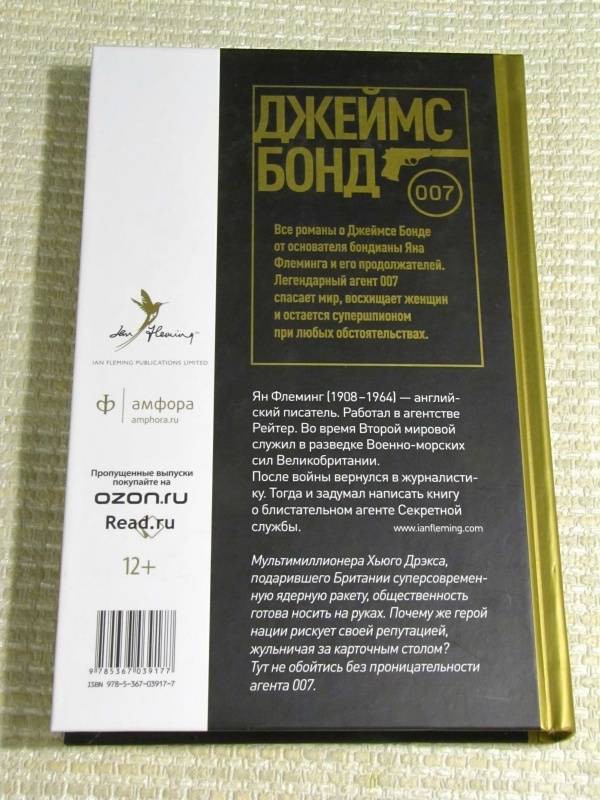 ДЖЕЙМС
БОНД
007
Все романы о Джеймсе Бонде
от основателя бондианы Яна
Флеминга и его продолжателей.
Легендарный агент 007
спасает мир, восхищает женщин
и остается супершпионом
при любых обстоятельствах.
Ian Fleming™
IAN FLEMING PUBLICATIONS LIMITED
ф | амфора
amphora.ru
Пропущенные выпуски
покупайте на
ozon.ru
Read.ru
12+
9 785367 039177
ISBN 978-5-367-03917-7
Ян Флеминг (1908–1964) — англий-
ский писатель. Работал в агентстве
Рейтер. Во время Второй мировой
служил в разведке Военно-морских
сил Великобритании.
После войны вернулся в журналисти-
ку. Тогда и задумал написать книгу
о блистательном агенте Секретной
службы.
www.ianfleming.com
Мультимиллионера Хьюго Дрэкса,
подарившего Британии суперсовремен-
ную ядерную ракету, общественность
готова носить на руках. Почему же герой
нации рискует своей репутацией,
жульничая за карточным столом?
Тут не обойтись без проницательности
агента 007.